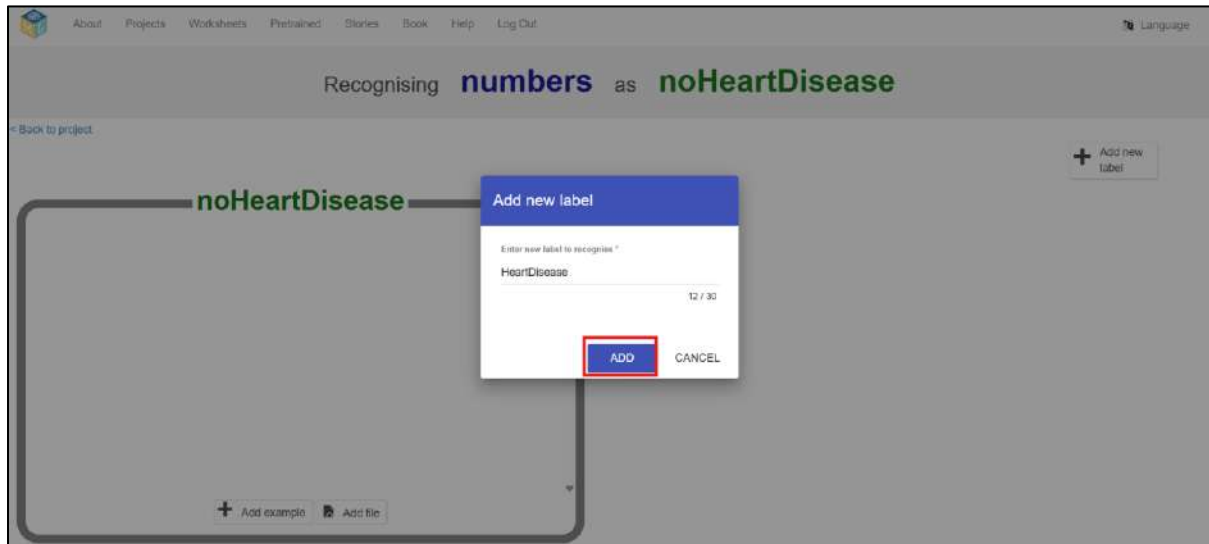 About Projects Worksheets Pretrained Stories Book Help Log Out Language
Recognising numbers as noHeartDisease
< Back to project
Add new
label
noHeartDisease
Add new label
Enter new label to recognise *
HeartDisease
12 / 30
ADD CANCEL
Add example Add file